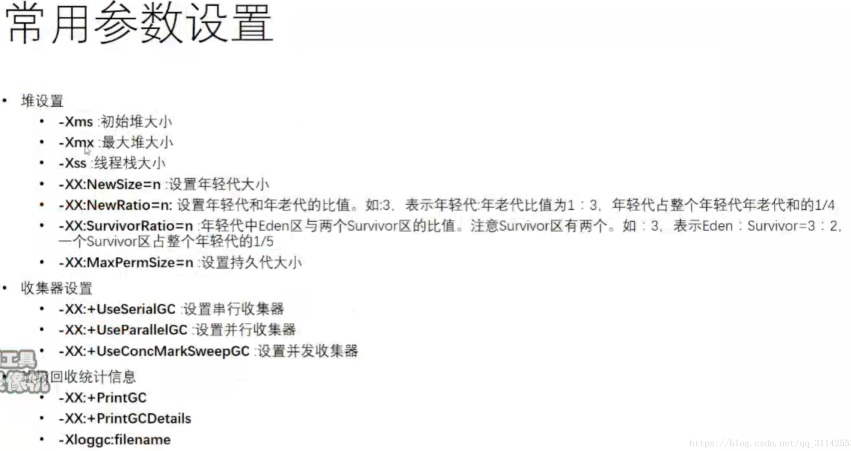 常用参数设置
• 堆设置
• -Xms :初始堆大小
• -Xmx :最大堆大小
• -Xss :线程栈大小
• -XX:NewSize=n :设置年轻代大小
• -XX:NewRatio=n: 设置年轻代和年老代的比值。如:3，表示年轻代:年老代比值为1：3，年轻代占整个年轻代年老代和的1/4
• -XX:SurvivorRatio=n :年轻代中Eden区与两个Survivor区的比值。注意Survivor区有两个。如：3，表示Eden：Survivor=3：2，
一个Survivor区占整个年轻代的1/5
• -XX:MaxPermSize=n :设置持久代大小
• 收集器设置
• -XX:+UseSerialGC :设置串行收集器
• -XX:+UseParallelGC :设置并行收集器
• -XX:+UseConcMarkSweepGC :设置并发收集器
工具
回收统计信息
像机
• -XX:+PrintGC
• -XX:+PrintGCDetails
• -Xloggc:filename
https://blog.csdn.net/qq_3114255